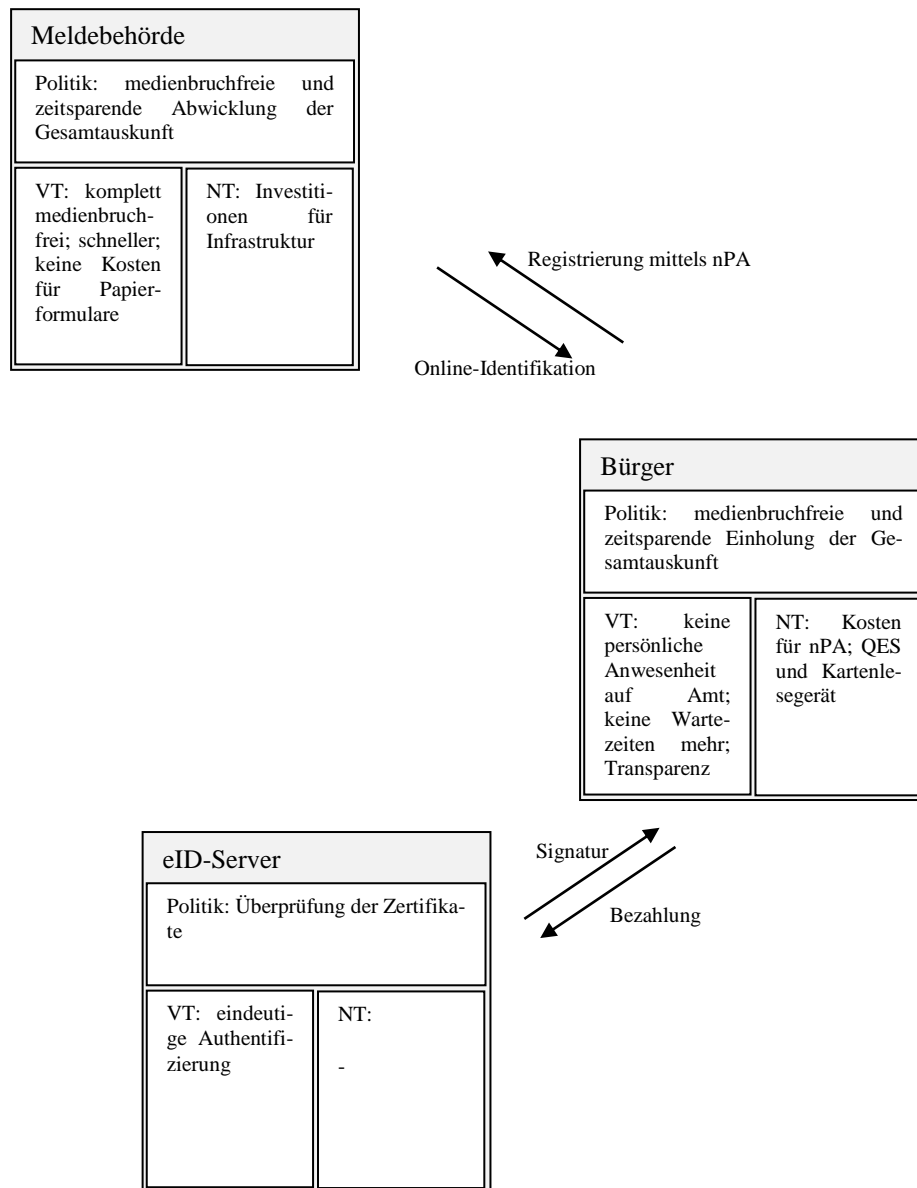 Meldebehörde
Politik: medienbruchfreie und
zeitsparende Abwicklung der
Gesamtauskunft
VT: komplett
medienbruch-
frei; schneller;
keine Kosten
für Papier-
formulare
NT: Investiti-
onen für
Infrastruktur
Registrierung mittels nPA
Online-Identifikation
Bürger
Politik: medienbruchfreie und
zeitsparende Einholung der Ge-
samtauskunft
VT: keine
persönliche
Anwesenheit
auf Amt;
keine Warte-
zeiten mehr;
Transparenz
NT: Kosten
für nPA; QES
und Kartenle-
segerät
Signatur
Bezahlung
eID-Server
Politik: Überprüfung der Zertifika-
te
VT: eindeuti-
ge Authentifi-
zierung
NT:
-